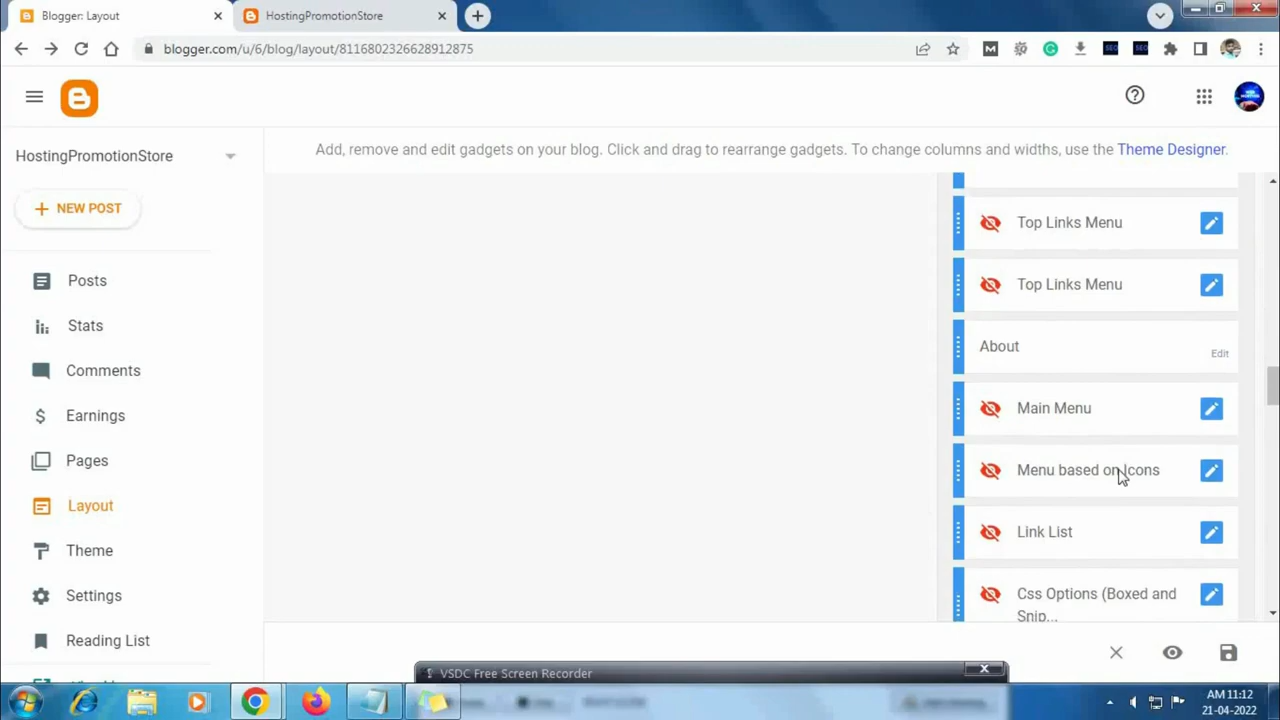 Blogger: Layout
HostingPromotionStore
blogger.com/u/6/blog/layout/8116802326628912875
HostingPromotionStore
Add, remove and edit gadgets on your blog. Click and drag to rearrange gadgets. To change columns and widths, use the Theme Designer.
NEW POST
Posts
Stats
Comments
Earnings
Pages
Layout
Theme
Settings
Reading List
Top Links Menu
Top Links Menu
About
Edit
Main Menu
Menu based on Icons
Link List
Css Options (Boxed and
Snip...
VSDC Free Screen Recorder
AM 11:12
21-04-2022